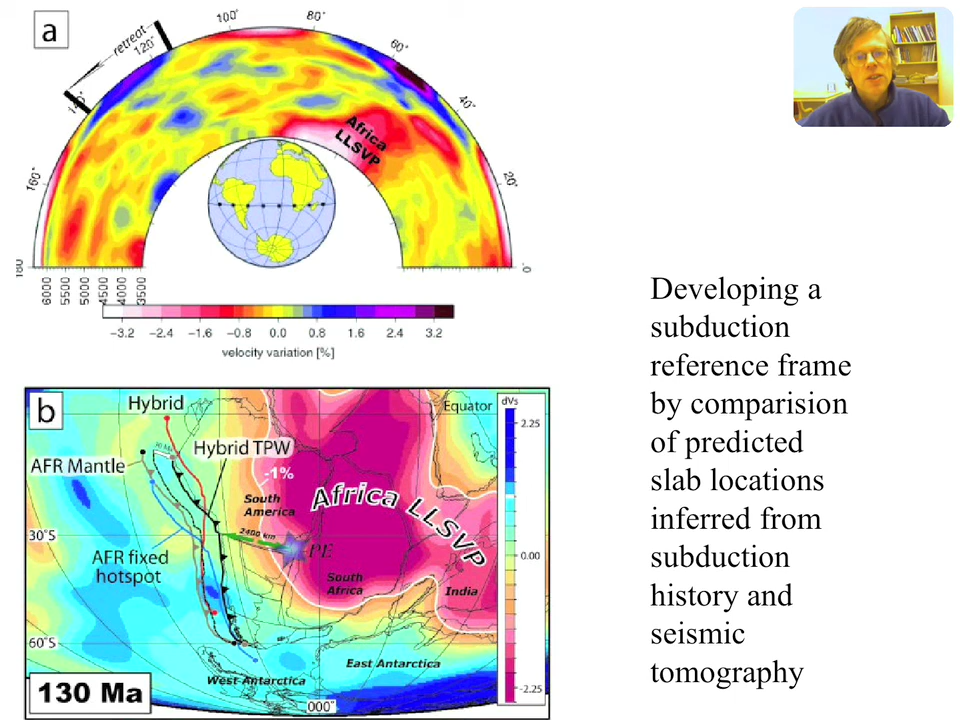 a
retreat
100°
80°
120°
60°
140°
40°
Africa
LLSVP
160°
20°
180
0
6000
5500
5000
4500
4000
3500
-3.2 -2.4 -1.6 -0.8 0.0 0.8 1.6 2.4 3.2
velocity variation [%]
Developing a
subduction
reference frame
by comparision
of predicted
slab locations
inferred from
subduction
history and
seismic
tomography
b
Hybrid
Equator
dVs
2.25
Hybrid TPW
AFR Mantle
-1%
South
America
Africa LLSVP
30°S
2400 km
PE
0.00
AFR fixed
hotspot
South
Africa
India
60°S
East Antarctica
West Antarctica
130 Ma
000°
-2.25